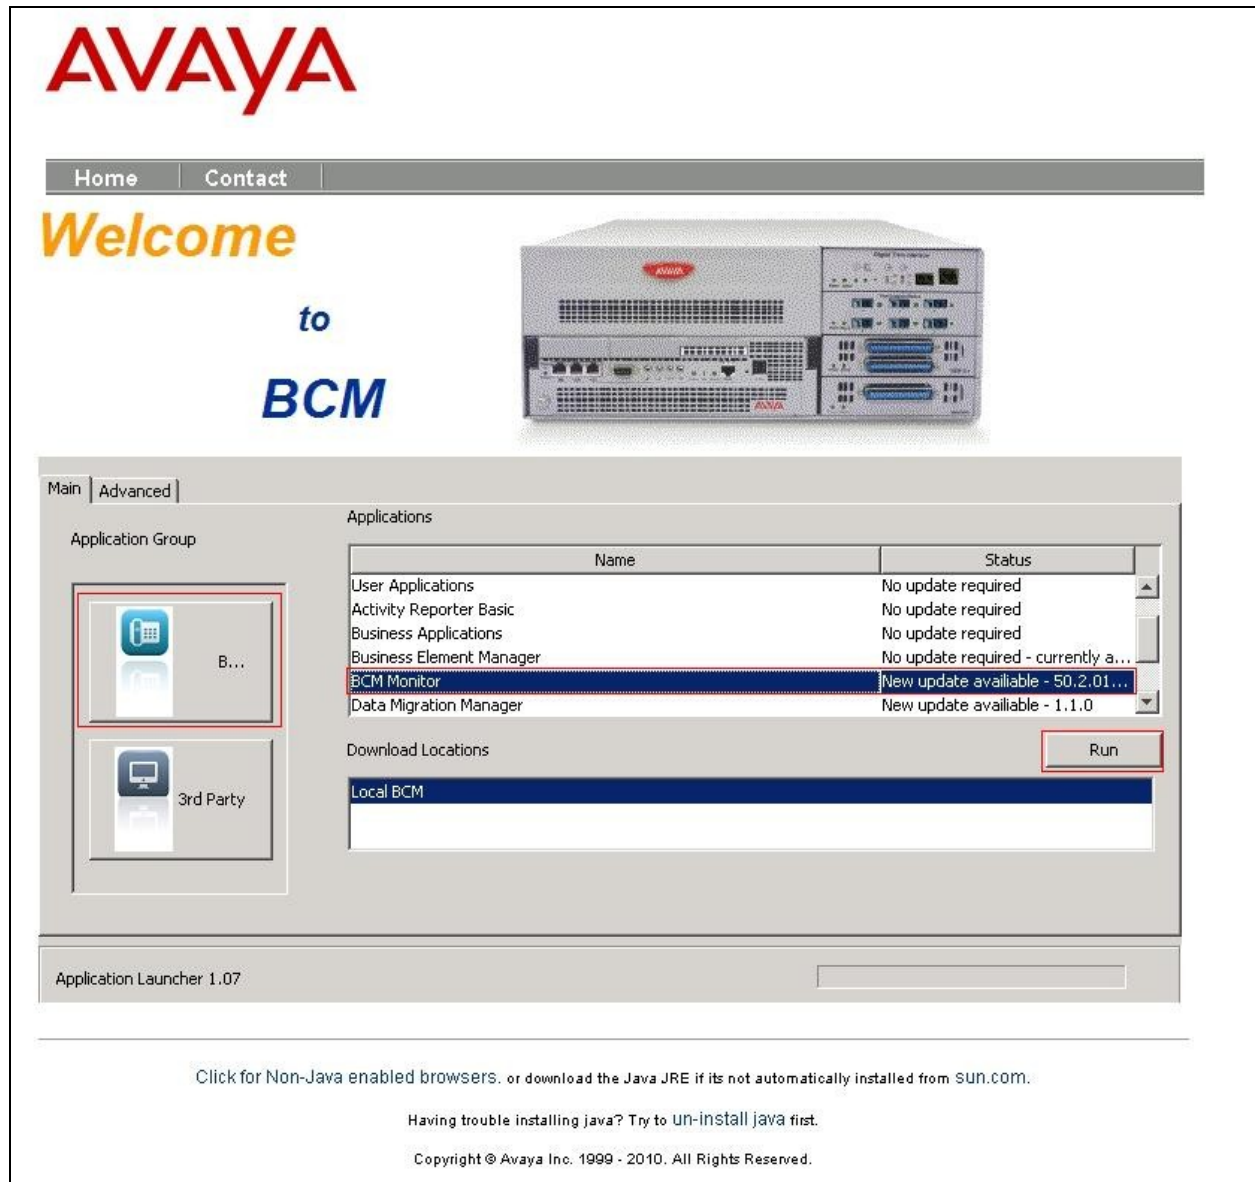 AVAYA
Home Contact
Welcome
to
BCM
AVAYA
AVAYA
Main Advanced
Application Group
Applications
Name Status
User Applications No update required
Activity Reporter Basic No update required
Business Applications No update required
Business Element Manager No update required - currently a...
BCM Monitor New update availiable - 50.2.01...
Data Migration Manager New update availiable - 1.1.0
B...
3rd Party
Download Locations Run
Local BCM
Application Launcher 1.07
Click for Non-Java enabled browsers. or download the Java JRE if its not automatically installed from sun.com.
Having trouble installing java? Try to un-install java first.
Copyright © Avaya Inc. 1999 - 2010. All Rights Reserved.